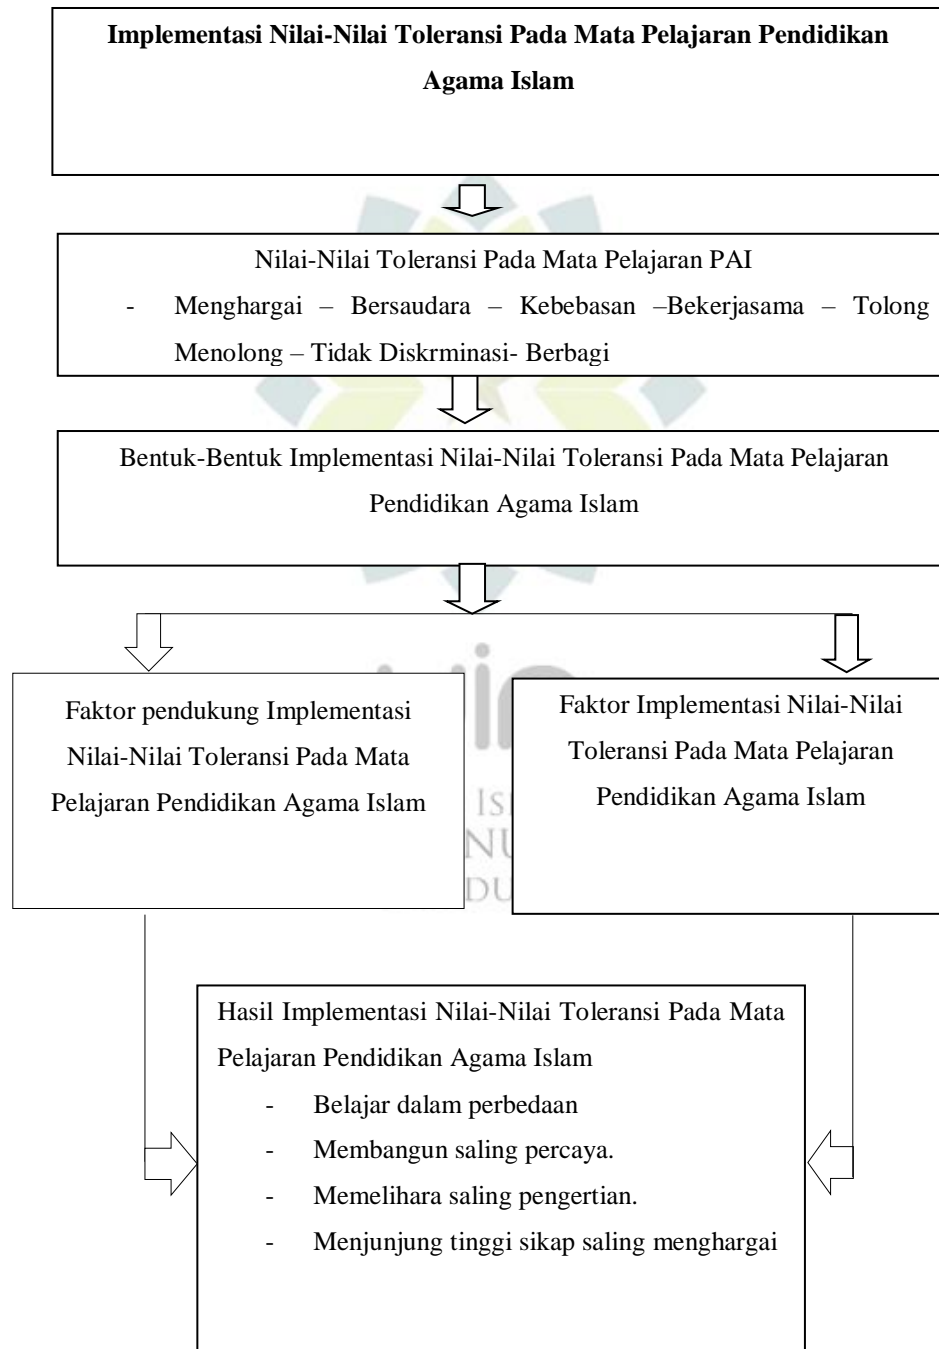 Implementasi Nilai-Nilai Toleransi Pada Mata Pelajaran Pendidikan
Agama Islam
Nilai-Nilai Toleransi Pada Mata Pelajaran PAI
- Menghargai – Bersaudara – Kebebasan –Bekerjasama – Tolong
Menolong – Tidak Diskrminasi- Berbagi
Bentuk-Bentuk Implementasi Nilai-Nilai Toleransi Pada Mata Pelajaran
Pendidikan Agama Islam
Faktor pendukung Implementasi
Nilai-Nilai Toleransi Pada Mata
Pelajaran Pendidikan Agama Islam
Faktor Implementasi Nilai-Nilai
Toleransi Pada Mata Pelajaran
Pendidikan Agama Islam
Hasil Implementasi Nilai-Nilai Toleransi Pada Mata
Pelajaran Pendidikan Agama Islam
- Belajar dalam perbedaan
- Membangun saling percaya.
- Memelihara saling pengertian.
- Menjunjung tinggi sikap saling menghargai